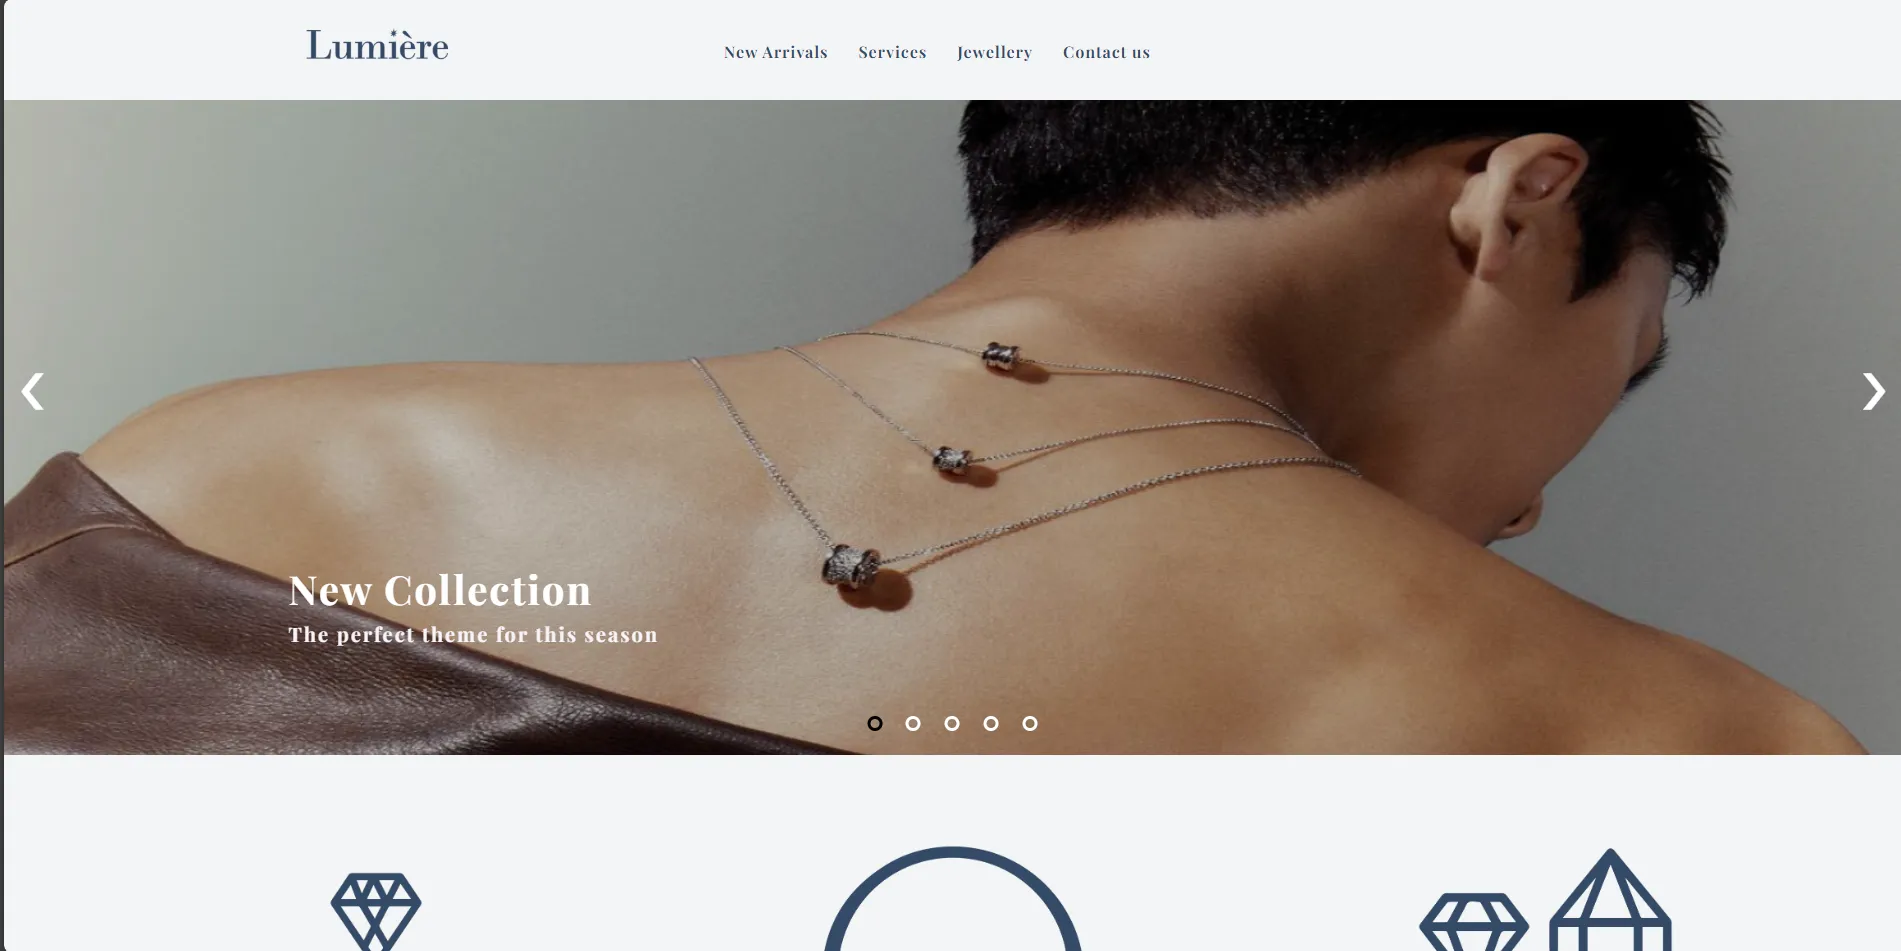 Lumière
New Arrivals Services Jewellery Contact us
New Collection
The perfect theme for this season